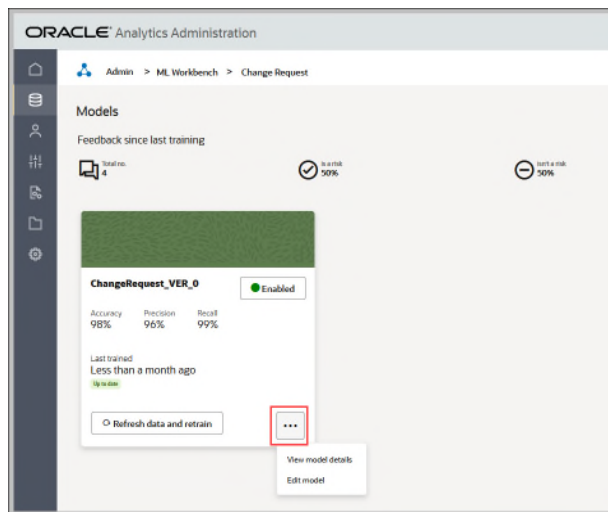 ORACLE Analytics Administration
Admin > ML Workbench > Change Request
Models
Feedback since last training
Total no.
4
Is a risk
50%
Isn't a risk
50%
ChangeRequest_VER_0
Enabled
Accuracy Precision Recall
98% 96% 99%
Last trained
Less than a month ago
Up to date
Refresh data and retrain
...
View model details
Edit model